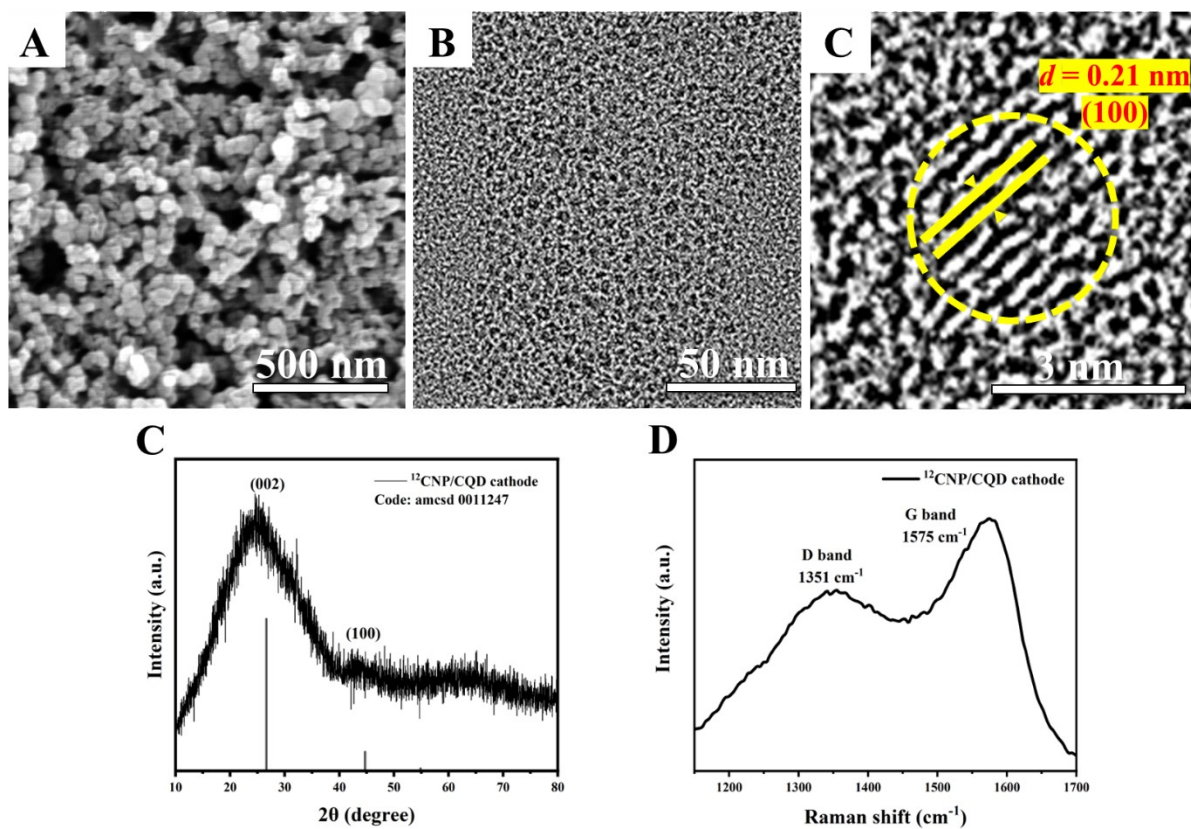 A
500 nm
B
50 nm
C
d = 0.21 nm
(100)
3 nm
C
(002)
(100)
¹²CNP/CQD cathode
Code: amcsd 0011247
Intensity (a.u.)
10 20 30 40 50 60 70 80
2θ (degree)
D
¹²CNP/CQD cathode
G band
1575 cm⁻¹
D band
1351 cm⁻¹
Intensity (a.u.)
1200 1300 1400 1500 1600 1700
Raman shift (cm⁻¹)